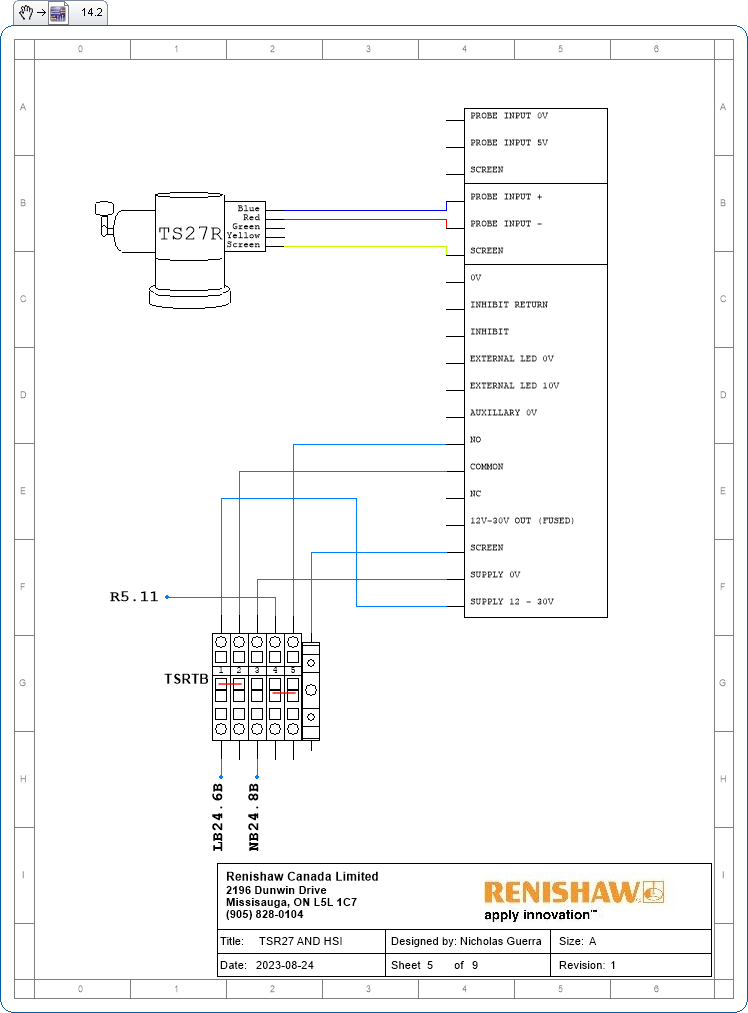 14.2
0 1 2 3 4 5 6
A A
PROBE INPUT 0V
PROBE INPUT 5V
SCREEN
B B
PROBE INPUT +
PROBE INPUT -
SCREEN
Blue
Red
Green
Yellow
Screen
TS27R
C C
0V
INHIBIT RETURN
INHIBIT
EXTERNAL LED 0V
EXTERNAL LED 10V
D D
AUXILLARY 0V
NO
COMMON
E E
NC
12V-30V OUT (FUSED)
SCREEN
SUPPLY 0V
F F
SUPPLY 12 - 30V
R5.11
TSRTB
1 2 3 4 5
G G
H H
LB24.6B
NB24.8B
I I
Renishaw Canada Limited
2196 Dunwin Drive
Missisauga, ON L5L 1C7
(905) 828-0104
RENISHAW
apply innovation™
Title: TSR27 AND HSI
Designed by: Nicholas Guerra
Size: A
Date: 2023-08-24
Sheet 5 of 9
Revision: 1
0 1 2 3 4 5 6